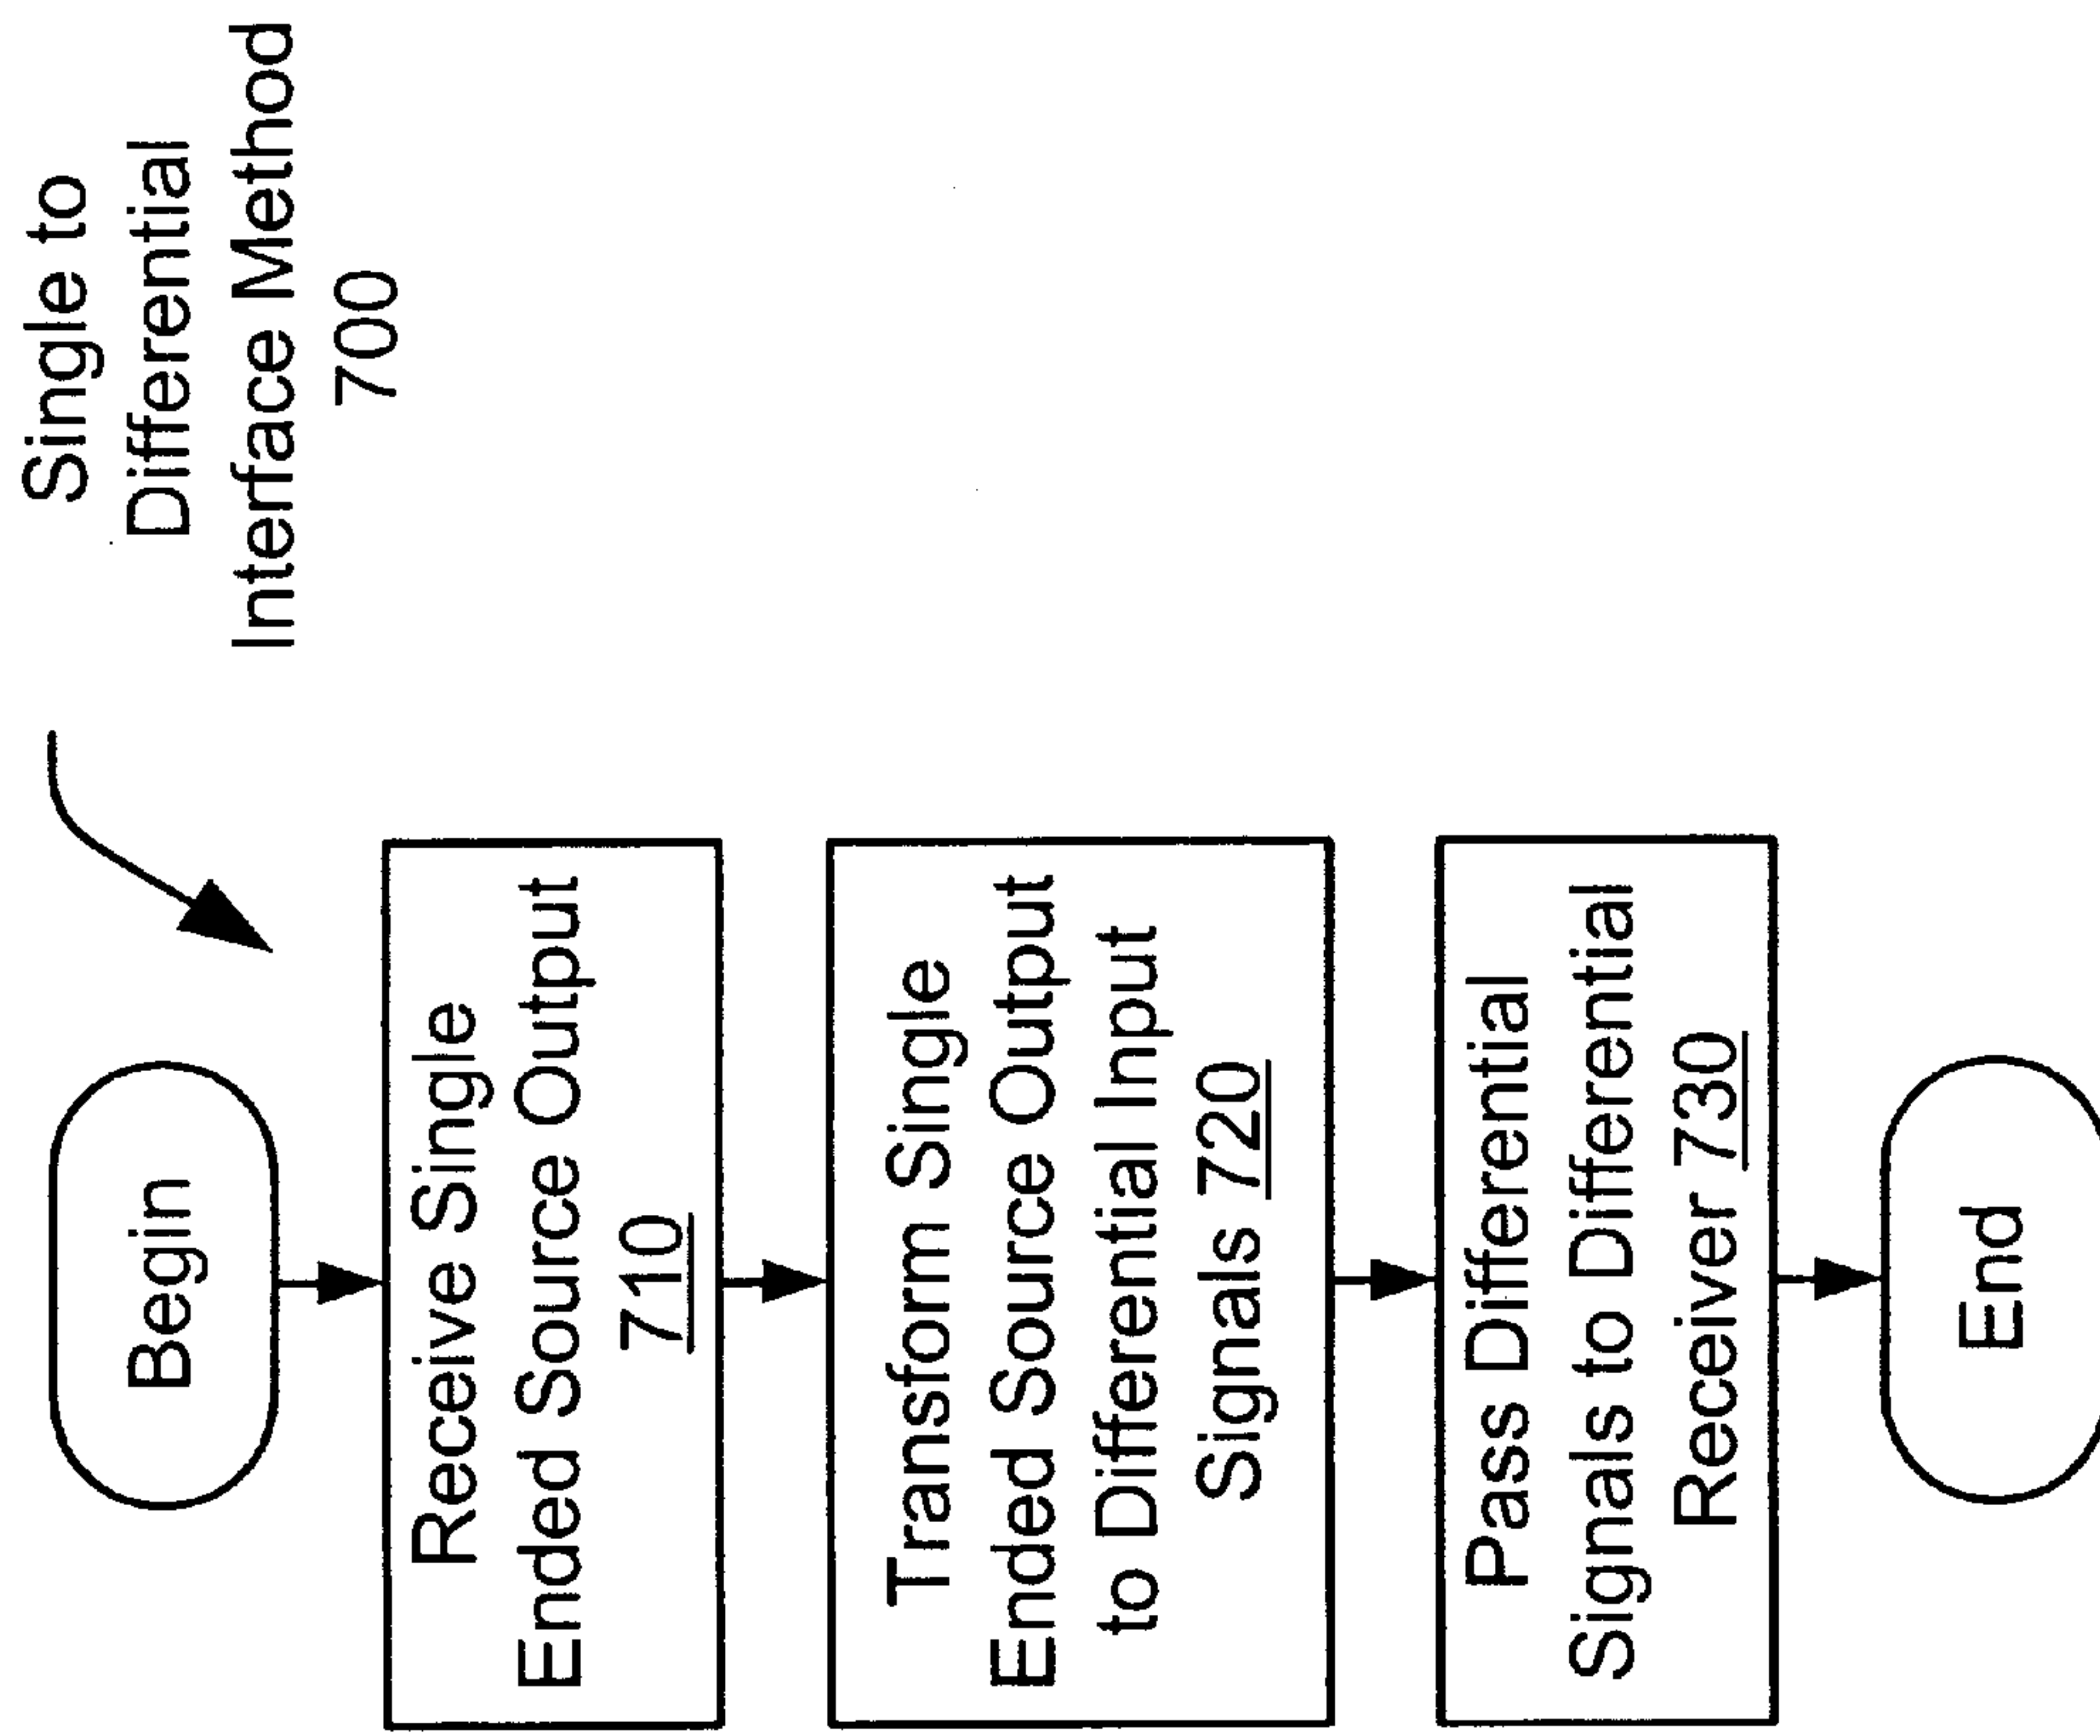 Single to
Differential
Interface Method
700
Begin
Receive Single
Ended Source Output
710
Transform Single
Ended Source Output
to Differential Input
Signals 720
Pass Differential
Signals to Differential
Receiver 730
End